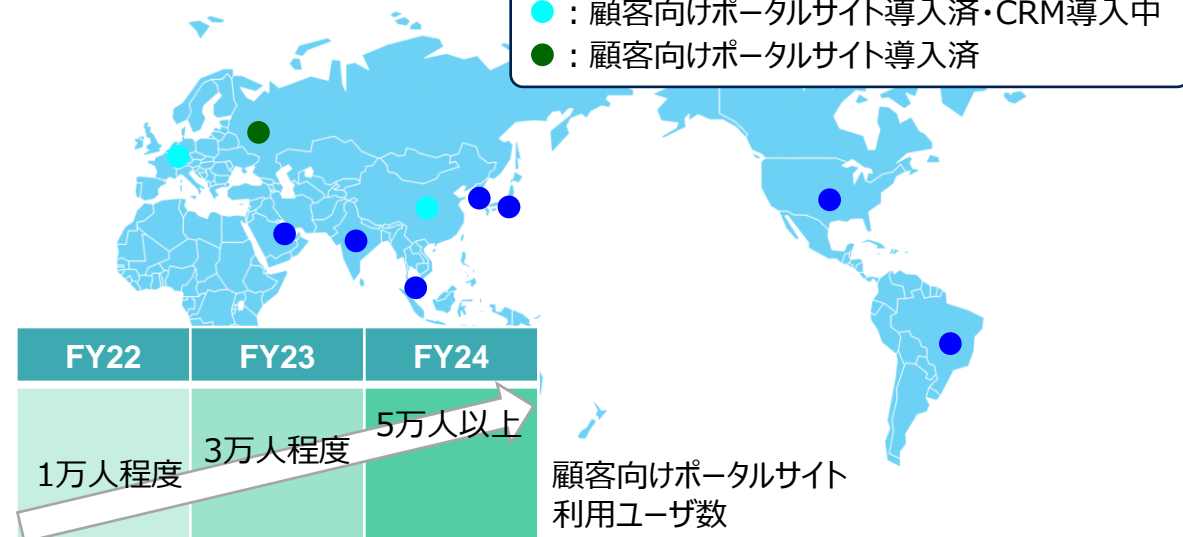 ：顧客向けポータルサイト導入済・CRM導入中
：顧客向けポータルサイト導入済
FY22
FY23
FY24
1万人程度
3万人程度
5万人以上
顧客向けポータルサイト
利用ユーザ数